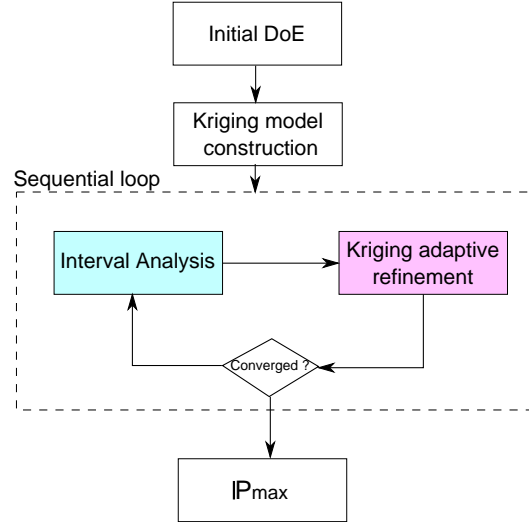 Initial DoE
Kriging model
construction
Sequential loop
Interval Analysis
Kriging adaptive
refinement
Converged ?
ℙmax